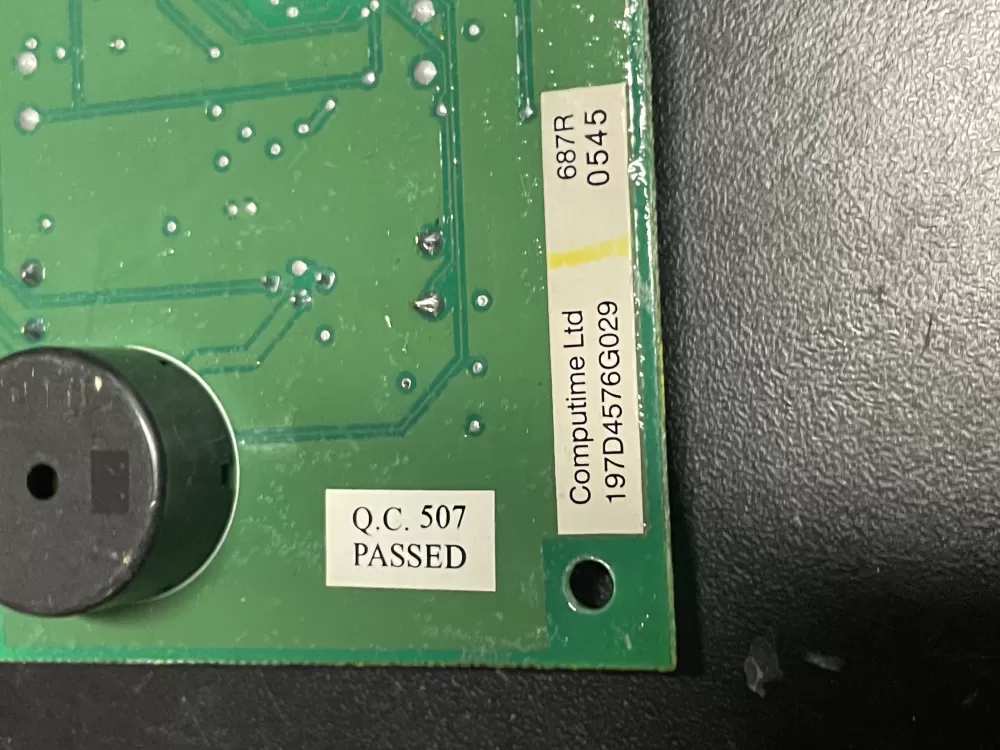 687R
0545
Computime Ltd
197D4576G029
Q.C. 507
PASSED